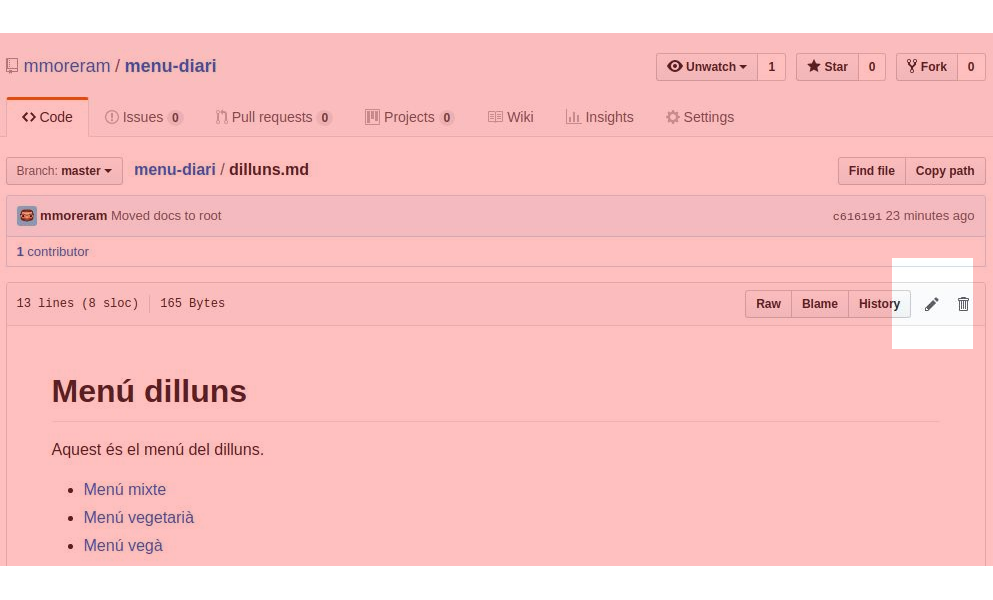 mmoreram / menu-diari Unwatch 1 Star 0 Fork 0
Code Issues 0 Pull requests 0 Projects 0 Wiki Insights Settings
Branch: master menu-diari / dilluns.md Find file Copy path
mmoreram Moved docs to root c616191 23 minutes ago
1 contributor
13 lines (8 sloc) 165 Bytes Raw Blame History
Menú dilluns
Aquest és el menú del dilluns.
Menú mixte
Menú vegetarià
Menú vegà